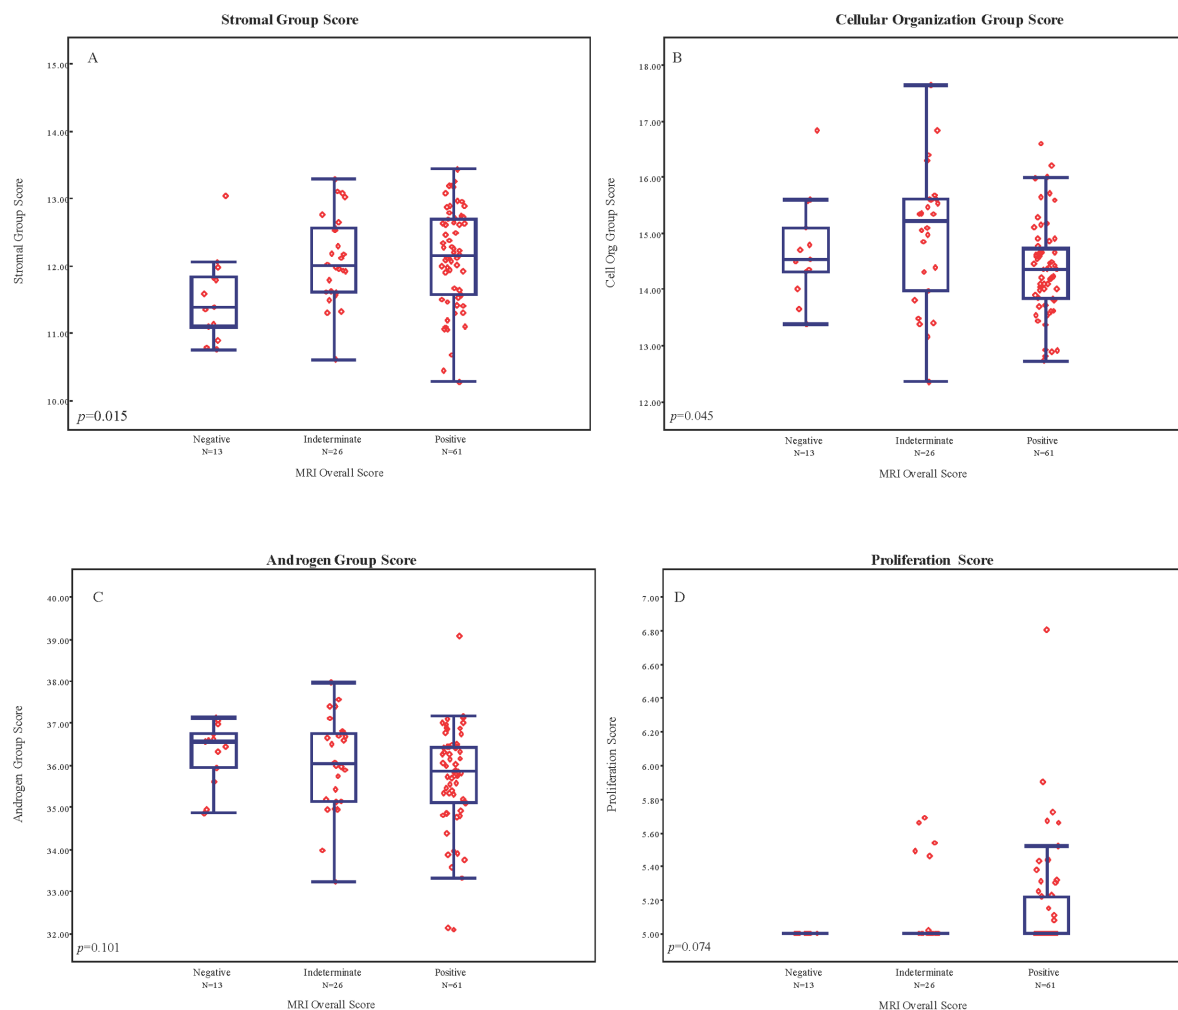 Stromal Group Score
A
15.00
14.00
13.00
12.00
11.00
10.00
Stromal Group Score
p=0.015
Negative
N=13
Indeterminate
N=26
Positive
N=61
MRI Overall Score
Cellular Organization Group Score
B
18.00
17.00
16.00
15.00
14.00
13.00
12.00
Cell Org Group Score
p=0.045
Negative
N=13
Indeterminate
N=26
Positive
N=61
MRI Overall Score
Androgen Group Score
C
40.00
39.00
38.00
37.00
36.00
35.00
34.00
33.00
32.00
Androgen Group Score
p=0.101
Negative
N=13
Indeterminate
N=26
Positive
N=61
MRI Overall Score
Proliferation Score
D
7.00
6.80
6.60
6.40
6.20
6.00
5.80
5.60
5.40
5.20
5.00
Proliferation Score
p=0.074
Negative
N=13
Indeterminate
N=26
Positive
N=61
MRI Overall Score